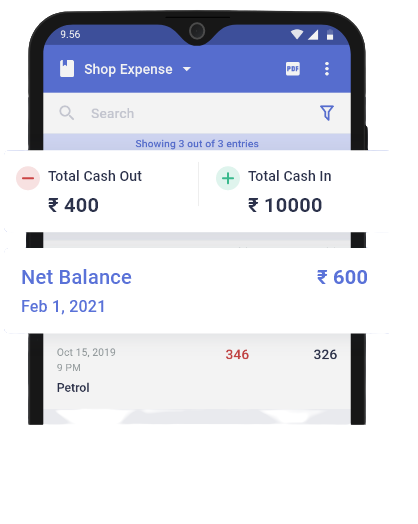 9.56
Shop Expense
PDF
Search
Showing 3 out of 3 entries
Total Cash Out
₹ 400
Total Cash In
₹ 10000
Net Balance
₹ 600
Feb 1, 2021
Oct 15, 2019
346
326
9 PM
Petrol